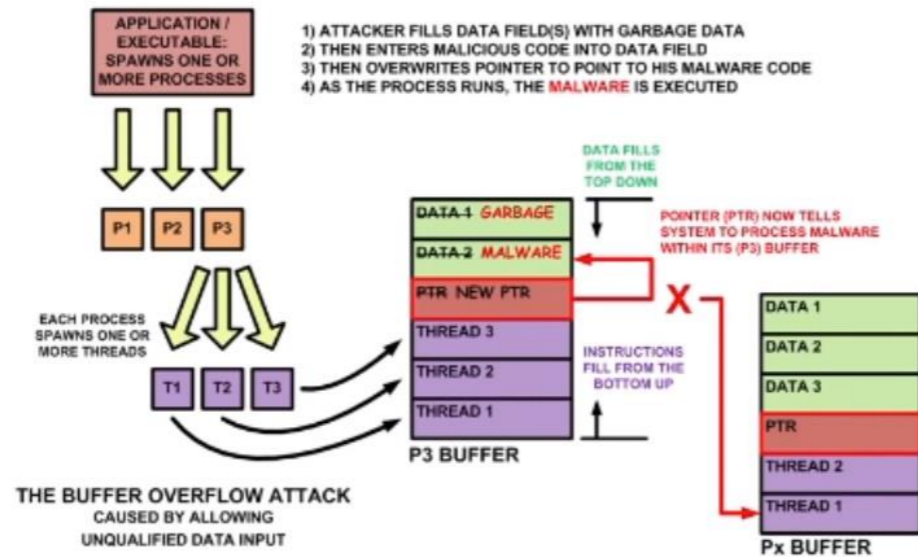 APPLICATION /
EXECUTABLE:
SPAWNS ONE OR
MORE PROCESSES
1) ATTACKER FILLS DATA FIELD(S) WITH GARBAGE DATA
2) THEN ENTERS MALICIOUS CODE INTO DATA FIELD
3) THEN OVERWRITES POINTER TO POINT TO HIS MALWARE CODE
4) AS THE PROCESS RUNS, THE MALWARE IS EXECUTED
P1
P2
P3
EACH PROCESS
SPAWNS ONE OR
MORE THREADS
T1
T2
T3
DATA FILLS
FROM THE
TOP DOWN
DATA 1 GARBAGE
DATA 2 MALWARE
PTR NEW PTR
THREAD 3
THREAD 2
THREAD 1
P3 BUFFER
POINTER (PTR) NOW TELLS
SYSTEM TO PROCESS MALWARE
WITHIN ITS (P3) BUFFER
X
INSTRUCTIONS
FILL FROM THE
BOTTOM UP
DATA 1
DATA 2
DATA 3
PTR
THREAD 2
THREAD 1
Px BUFFER
THE BUFFER OVERFLOW ATTACK
CAUSED BY ALLOWING
UNQUALIFIED DATA INPUT